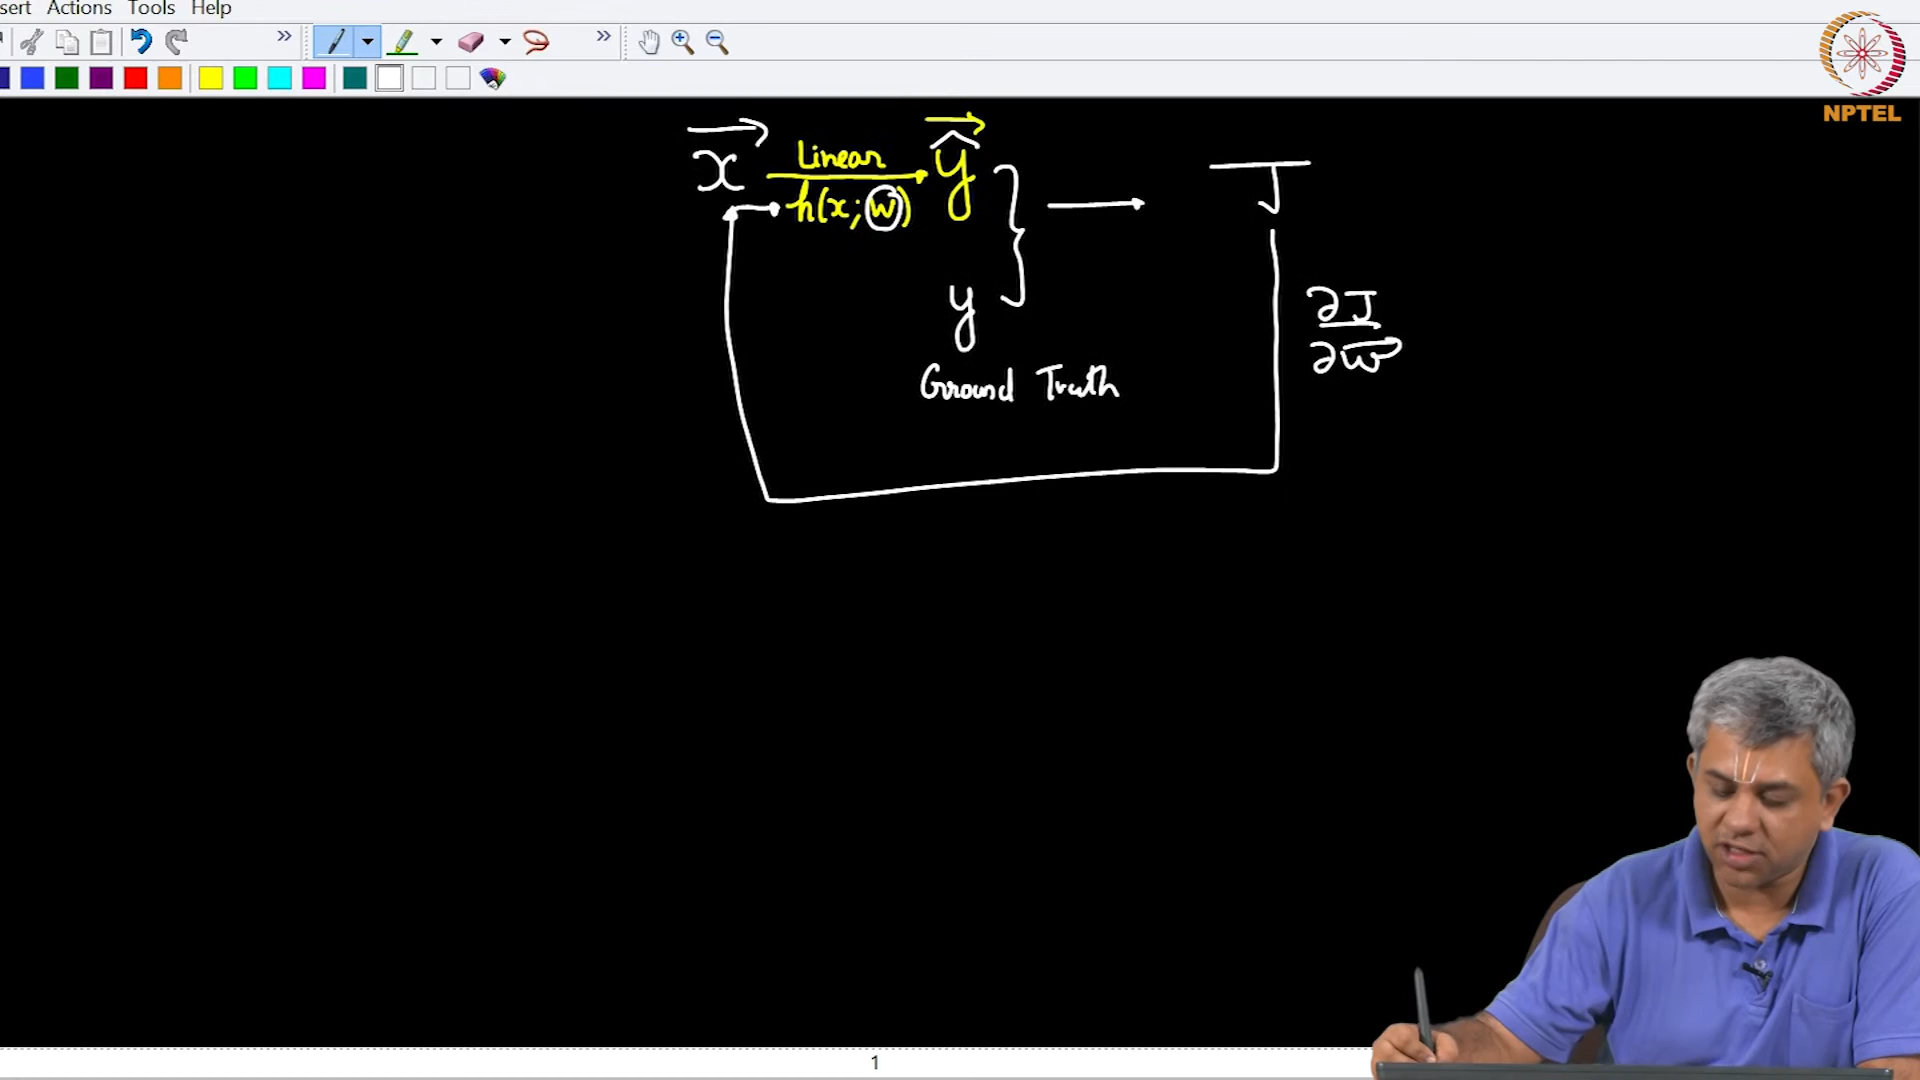 sert Actions Tools Help
NPTEL
x Linear ŷ
h(x; w)
J
y
Ground Truth
∂J
∂w
1